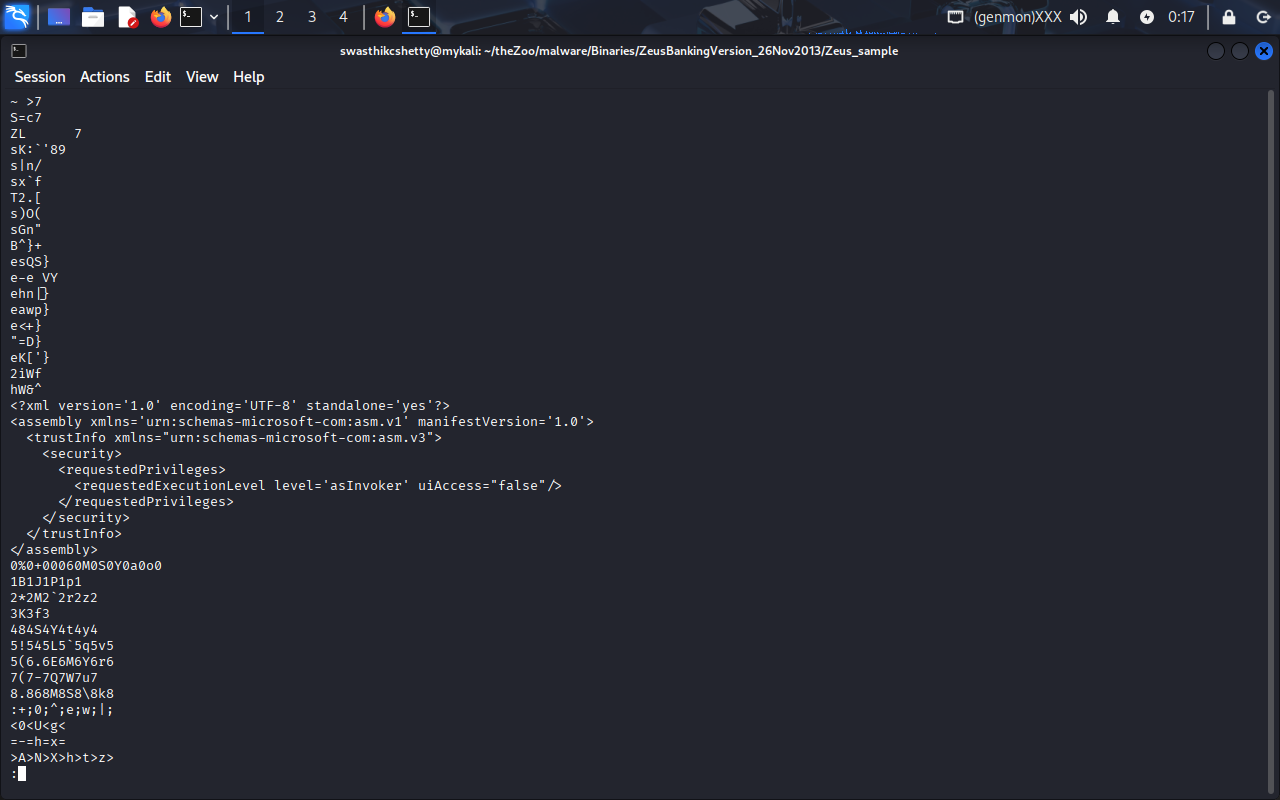 1 2 3 4 (genmon)XXX 0:17
swasthikcshetty@mykali: ~/theZoo/malware/Binaries/ZeusBankingVersion_26Nov2013/Zeus_sample
Session Actions Edit View Help
~ >7
S=c7
ZL      7
sK:`'89
s|n/
sx`f
T2.[
s)O(
sGn"
B^}+
esQS}
e-e VY
ehn[}
eawp}
e<+}
"=D}
eK['}
2iWf
hW&^
<?xml version='1.0' encoding='UTF-8' standalone='yes'?>
<assembly xmlns='urn:schemas-microsoft-com:asm.v1' manifestVersion='1.0'>
  <trustInfo xmlns="urn:schemas-microsoft-com:asm.v3">
    <security>
      <requestedPrivileges>
        <requestedExecutionLevel level='asInvoker' uiAccess="false"/>
      </requestedPrivileges>
    </security>
  </trustInfo>
</assembly>
0%0+00060M0S0Y0a0o0
1B1J1P1p1
2*2M2`2r2z2
3K3f3
484S4Y4t4y4
5!545L5`5q5v5
5(6.6E6M6Y6r6
7(7-7Q7W7u7
8.868M8S8\8k8
:+;0;^;e;w;|;
<0<U<g<
=-=h=x=
>A>N>X>h>t>z>
: